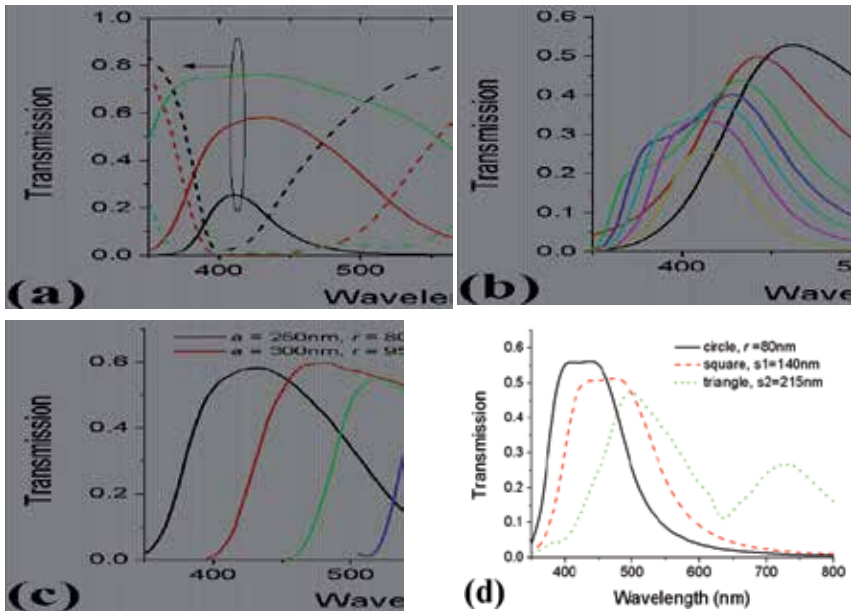 1.0
0.8
0.6
0.4
0.2
0.0
Transmission
400
500
Wavele
(a)
0.6
0.5
0.4
0.3
0.2
0.1
0.0
Transmission
400
Wave
(b)
a = 260nm, r = 80
a = 300nm, r = 95
0.6
0.4
0.2
0.0
Transmission
400
500
Wave
(c)
circle, r =80nm
square, s1=140nm
triangle, s2=215nm
0.6
0.5
0.4
0.3
0.2
0.1
0.0
Transmission
400
500
600
700
800
Wavelength (nm)
(d)